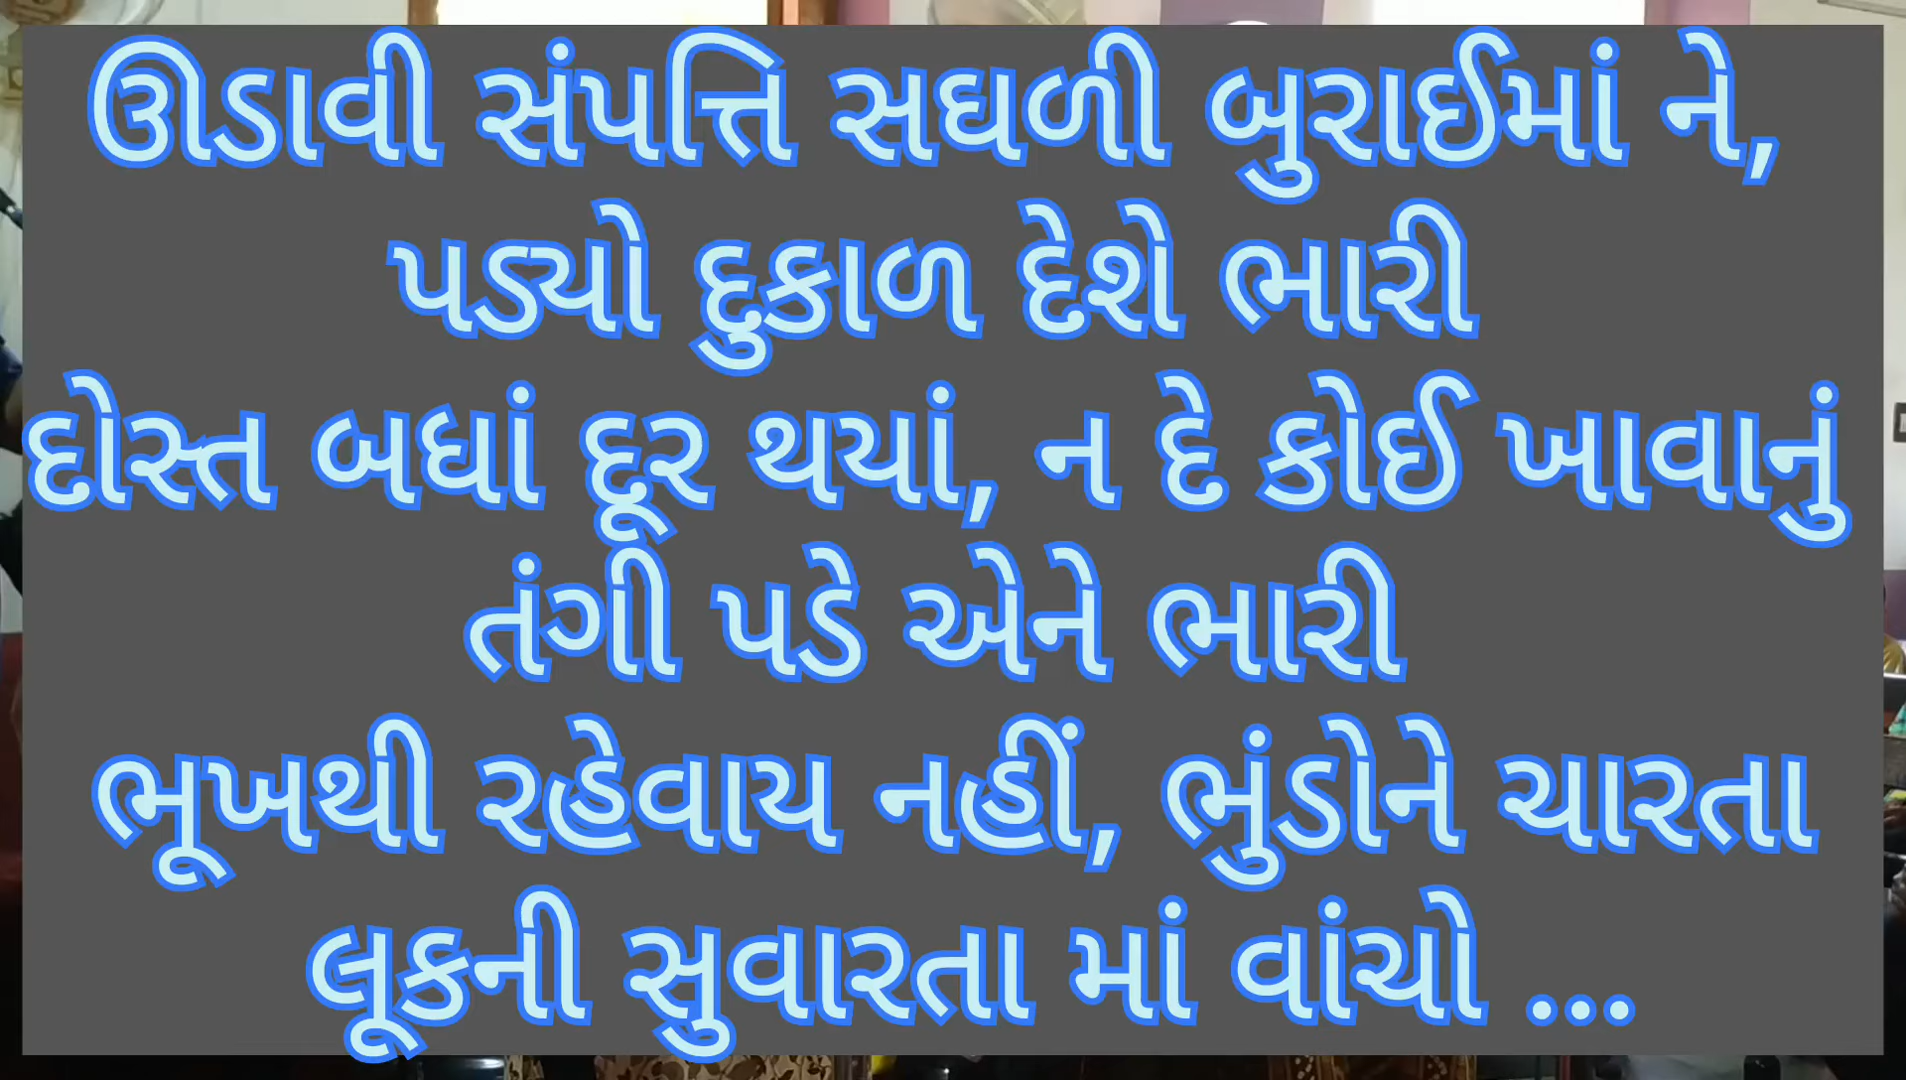 ઊડાવી સંપત્તિ સઘળી બુરાઈમાં ને,
પડ્યો દુકાળ દેશે ભારી
દોસ્ત બધાં દૂર થયાં, ન દે કોઈ ખાવાનું
તંગી પડે એને ભારી
ભૂખથી રહેવાય નહીં, ભુંડોને ચારતા
લૂકની સુવારતા માં વાંચો ...